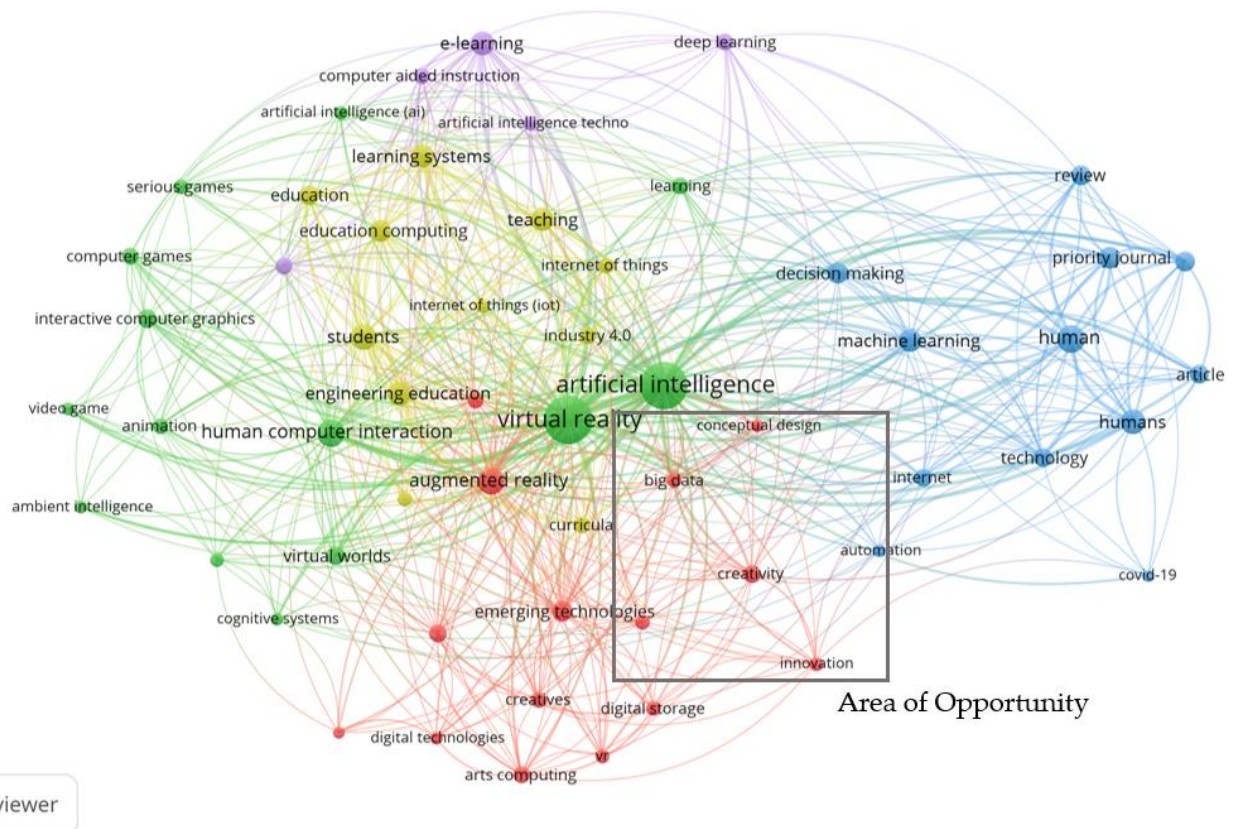 e-learning
deep learning
computer aided instruction
artificial intelligence (ai)
artificial intelligence techno
learning systems
review
serious games
education
learning
teaching
education computing
computer games
internet of things
decision making
priority journal
internet of things (iot)
interactive computer graphics
students
industry 4.0
machine learning
human
artificial intelligence
article
engineering education
video game
virtual reality
animation
human computer interaction
conceptual design
humans
technology
augmented reality
big data
internet
ambient intelligence
curricula
virtual worlds
automation
creativity
covid-19
emerging technologies
cognitive systems
innovation
creatives
digital storage
Area of Opportunity
digital technologies
vr
arts computing
viewer